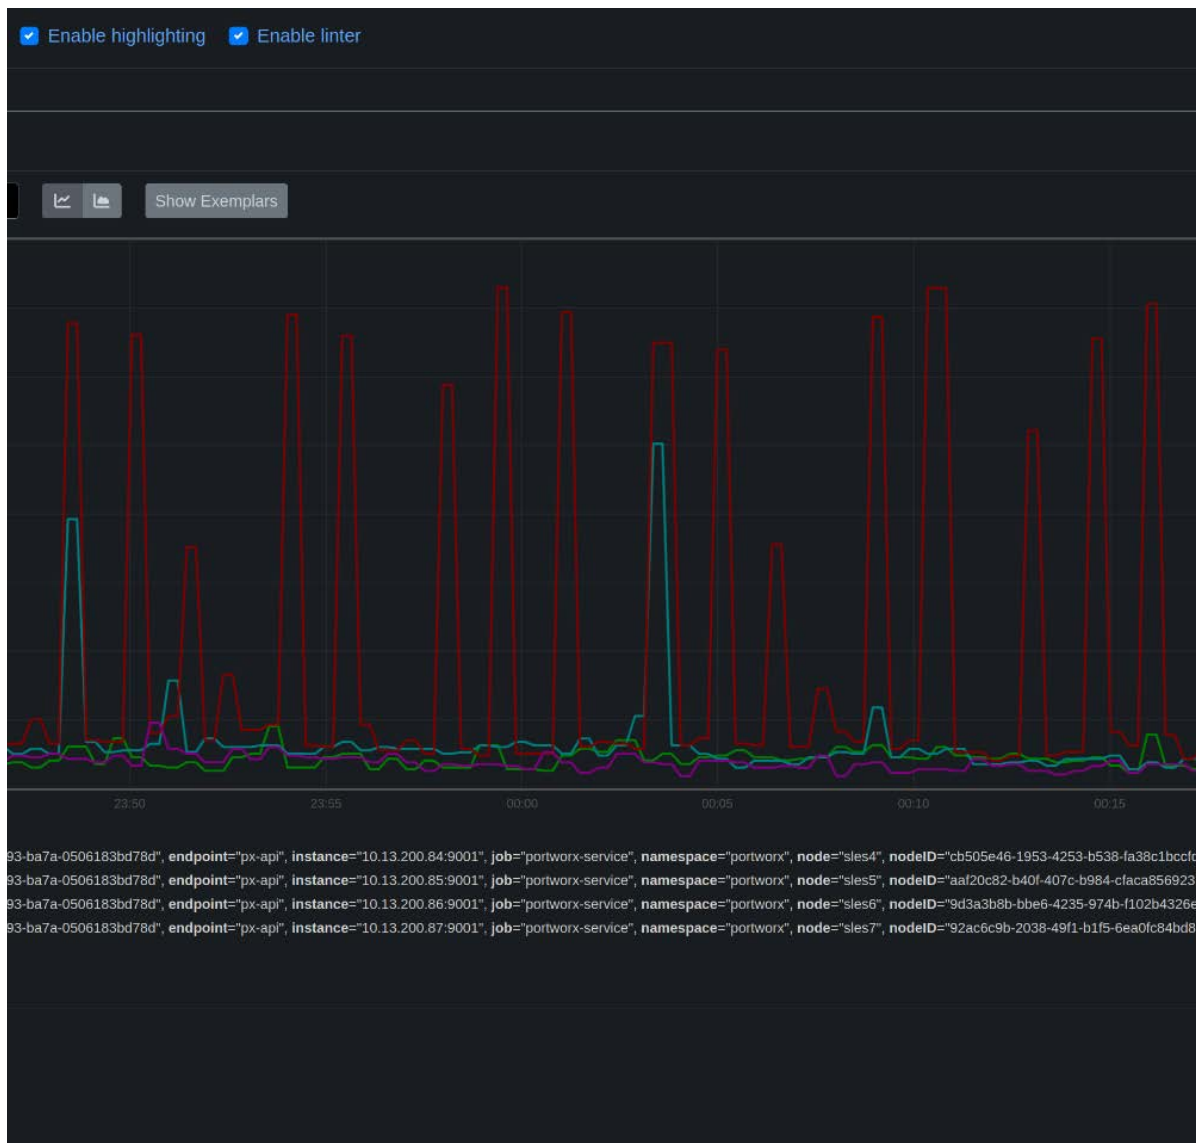 Enable highlighting Enable linter
Show Exemplars
23:50 23:55 00:00 00:05 00:10 00:15
93-ba7a-0506183bd78d", endpoint="px-api", instance="10.13.200.84:9001", job="portworx-service", namespace="portworx", node="sles4", nodeID="cb505e46-1953-4253-b538-fa38c1bccfd
93-ba7a-0506183bd78d", endpoint="px-api", instance="10.13.200.85:9001", job="portworx-service", namespace="portworx", node="sles5", nodeID="aaf20c82-b40f-407c-b984-cfaca856923
93-ba7a-0506183bd78d", endpoint="px-api", instance="10.13.200.86:9001", job="portworx-service", namespace="portworx", node="sles6", nodeID="9d3a3b8b-bbe6-4235-974b-f102b4326e
93-ba7a-0506183bd78d", endpoint="px-api", instance="10.13.200.87:9001", job="portworx-service", namespace="portworx", node="sles7", nodeID="92ac6c9b-2038-49f1-b1f5-6ea0fc84bd8